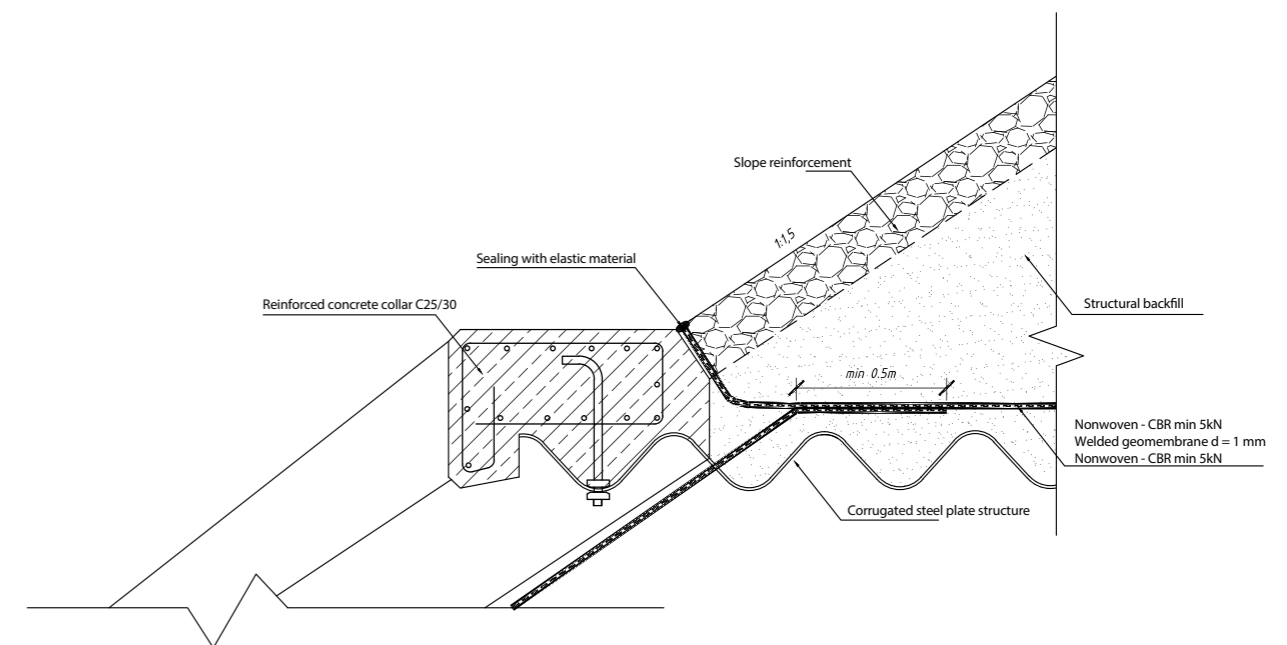 Slope reinforcement
1:1,5
Sealing with elastic material
Reinforced concrete collar C25/30
Structural backfill
min 0.5m
Nonwoven - CBR min 5kN
Welded geomembrane d = 1 mm
Nonwoven - CBR min 5kN
Corrugated steel plate structure